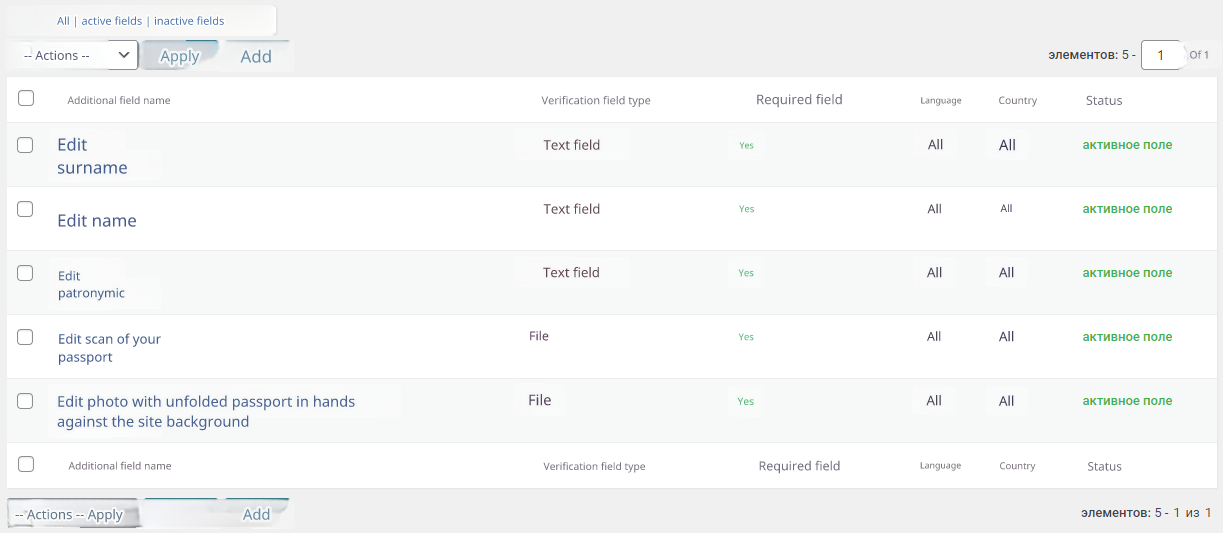 All | active fields | inactive fields
-- Actions -- Apply Add элементов: 5 - 1 Of 1
Additional field name Verification field type Required field Language Country Status
Edit surname Text field Yes All All активное поле
Edit name Text field Yes All All активное поле
Edit patronymic Text field Yes All All активное поле
Edit scan of your passport File Yes All All активное поле
Edit photo with unfolded passport in hands against the site background File Yes All All активное поле
Additional field name Verification field type Required field Language Country Status
-- Actions -- Apply Add элементов: 5 - 1 из 1